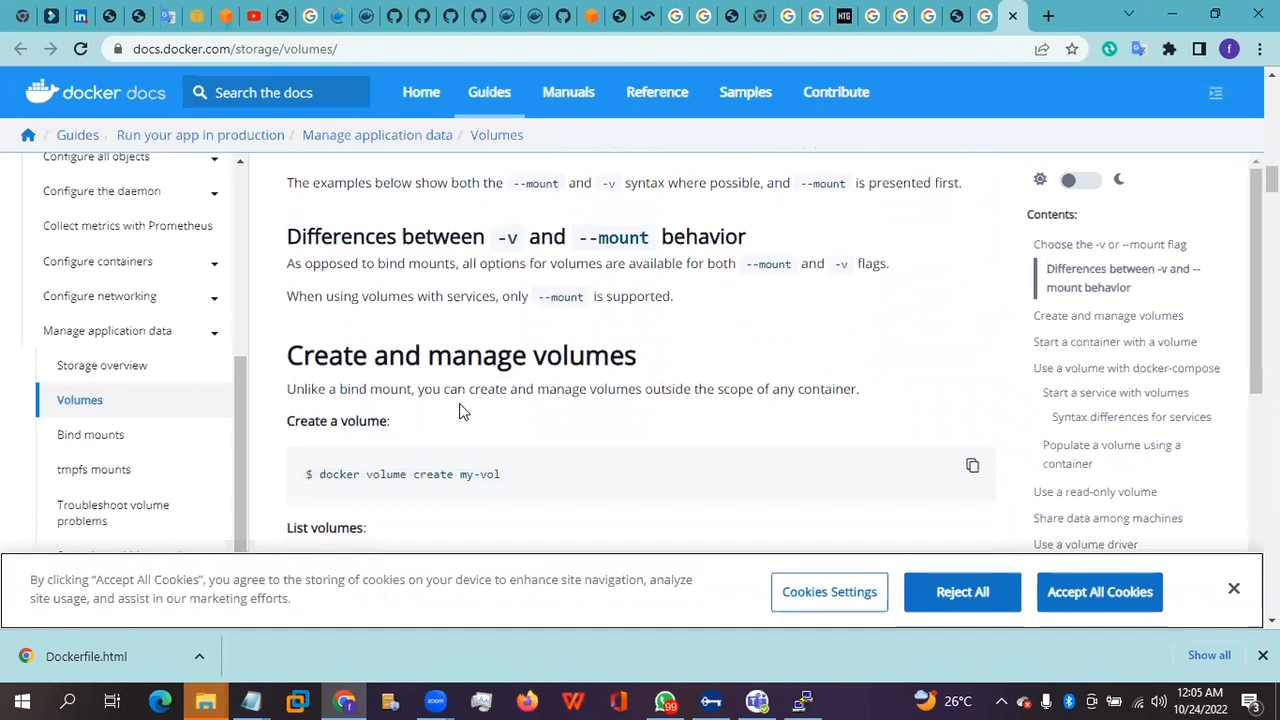 docs.docker.com/storage/volumes/
f
docker docs
Search the docs
Home
Guides
Manuals
Reference
Samples
Contribute
Guides / Run your app in production / Manage application data / Volumes
Configure all objects
Configure the daemon
Collect metrics with Prometheus
Configure containers
Configure networking
Manage application data
Storage overview
Volumes
Bind mounts
tmpfs mounts
Troubleshoot volume
problems
The examples below show both the --mount and -v syntax where possible, and --mount is presented first.
Differences between -v and --mount behavior
As opposed to bind mounts, all options for volumes are available for both --mount and -v flags.
When using volumes with services, only --mount is supported.
Create and manage volumes
Unlike a bind mount, you can create and manage volumes outside the scope of any container.
Create a volume:
$ docker volume create my-vol
List volumes:
Contents:
Choose the -v or --mount flag
Differences between -v and --
mount behavior
Create and manage volumes
Start a container with a volume
Use a volume with docker-compose
Start a service with volumes
Syntax differences for services
Populate a volume using a
container
Use a read-only volume
Share data among machines
Use a volume driver
By clicking “Accept All Cookies”, you agree to the storing of cookies on your device to enhance site navigation, analyze
site usage, and assist in our marketing efforts.
Cookies Settings
Reject All
Accept All Cookies
Dockerfile.html
Show all
zoom
99
26°C
12:05 AM
10/24/2022
3